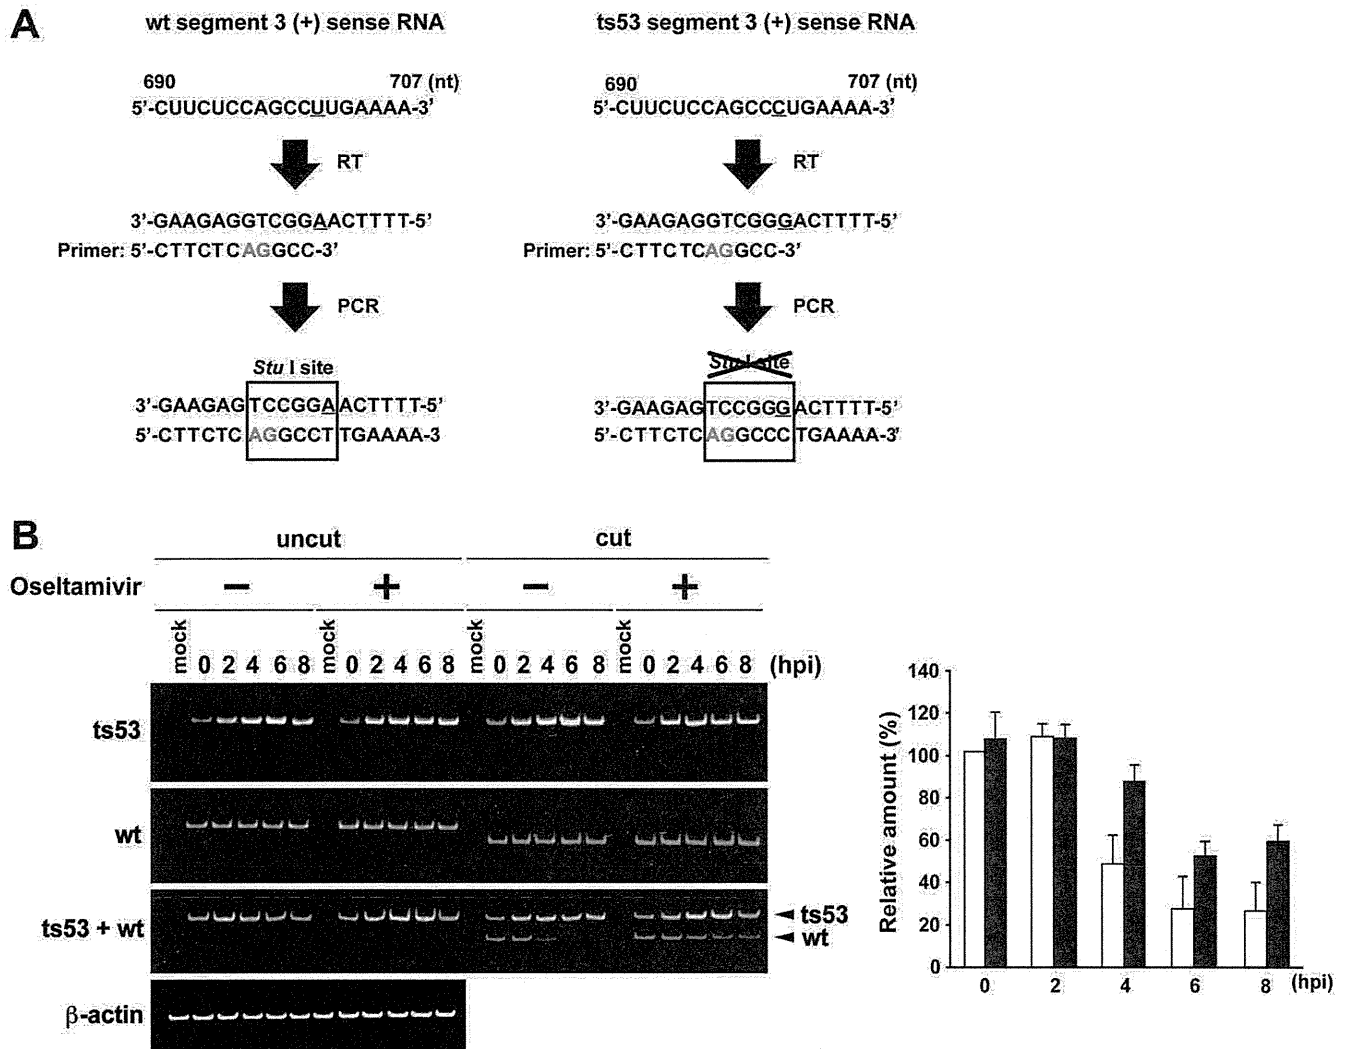 A
wt segment 3 (+) sense RNA
ts53 segment 3 (+) sense RNA
690 707 (nt)
5’-CUUCUCCAGCCUUGAAAA-3’
690 707 (nt)
5’-CUUCUCCAGCCCUGAAAA-3’
RT
RT
3’-GAAGAGGTCGGAACTTTT-5’
Primer: 5’-CTTCTCAGGCC-3’
3’-GAAGAGGTCGGGACTTTT-5’
Primer: 5’-CTTCTCAGGCC-3’
PCR
PCR
Stu I site
Stu I site
3’-GAAGAGTCCGGAACTTTT-5’
5’-CTTCTCAGGCCTTGAAAA-3
3’-GAAGAGTCCGGGACTTTT-5’
5’-CTTCTCAGGCCCTGAAAA-3’
B
uncut cut
Oseltamivir − + − +
mock 0 2 4 6 8 mock 0 2 4 6 8 mock 0 2 4 6 8 mock 0 2 4 6 8 (hpi)
ts53
wt
ts53 + wt
ts53
wt
β-actin
Relative amount (%)
140
120
100
80
60
40
20
0
0 2 4 6 8 (hpi)